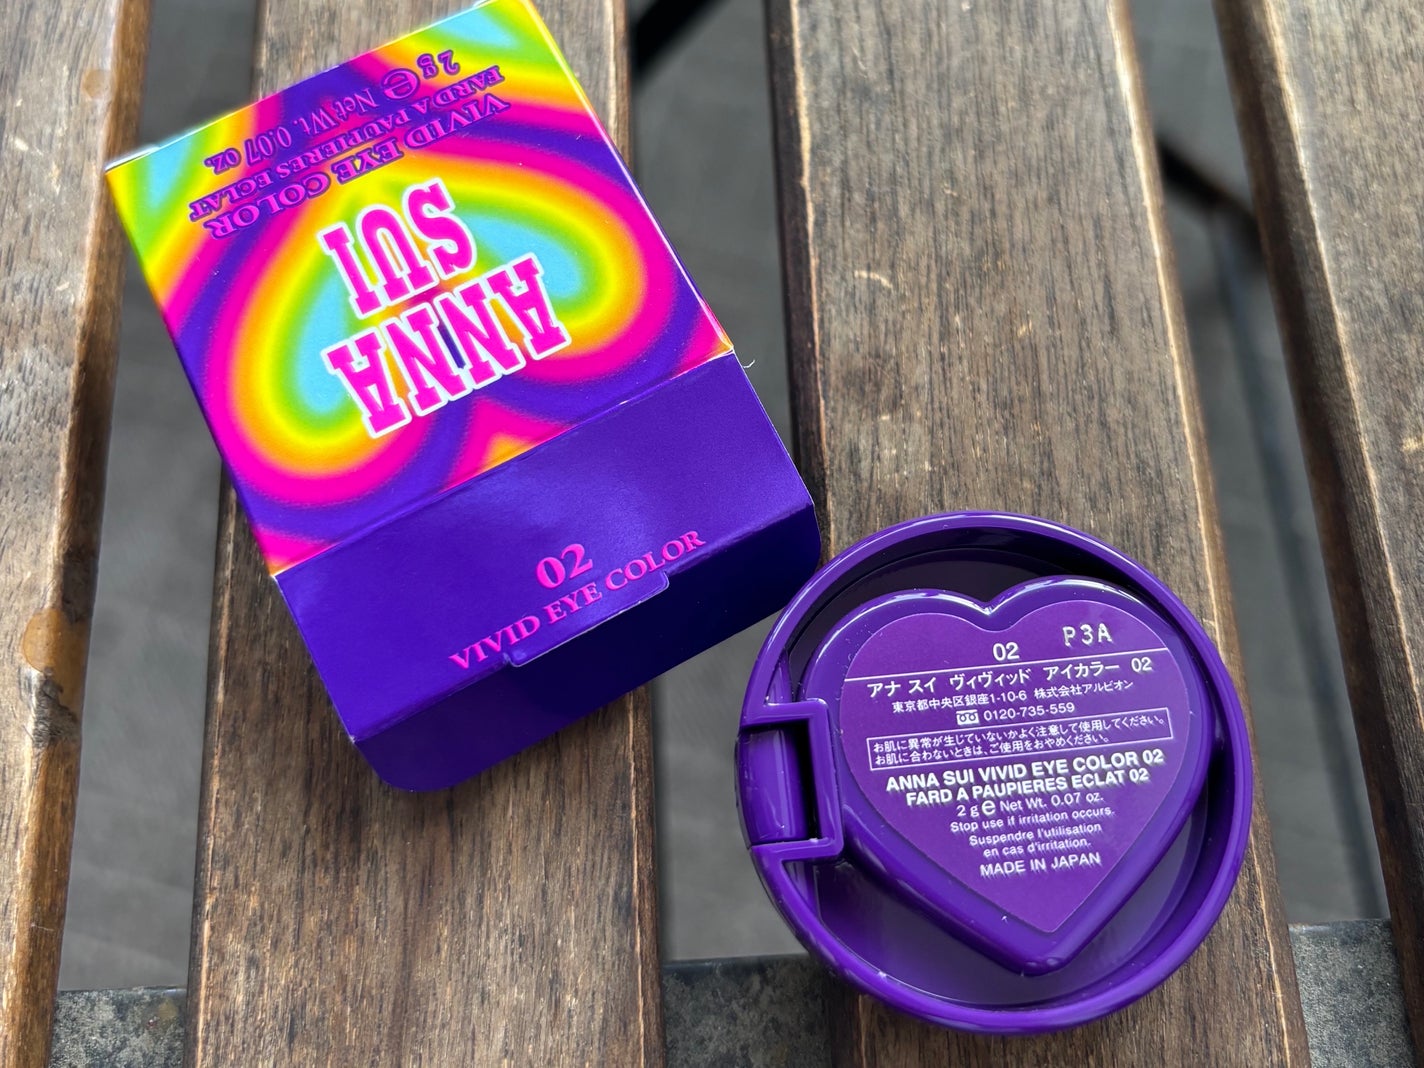 ANNA
SUI
VIVID EYE COLOR
FARD A PAUPIERES ECLAT
2 g e Net Wt. 0.07 oz.
02
VIVID EYE COLOR
02 P3A
アナ スイ ヴィヴィッド アイカラー 02
東京都中央区銀座1-10-6 株式会社アルビオン
0120-735-559
お肌に異常が生じていないかよく注意して使用してください。
お肌に合わないときは、ご使用をおやめください。
ANNA SUI VIVID EYE COLOR 02
FARD A PAUPIERES ECLAT 02
2 g e Net Wt. 0.07 oz.
Stop use if irritation occurs.
Suspendre l'utilisation
en cas d'irritation.
MADE IN JAPAN